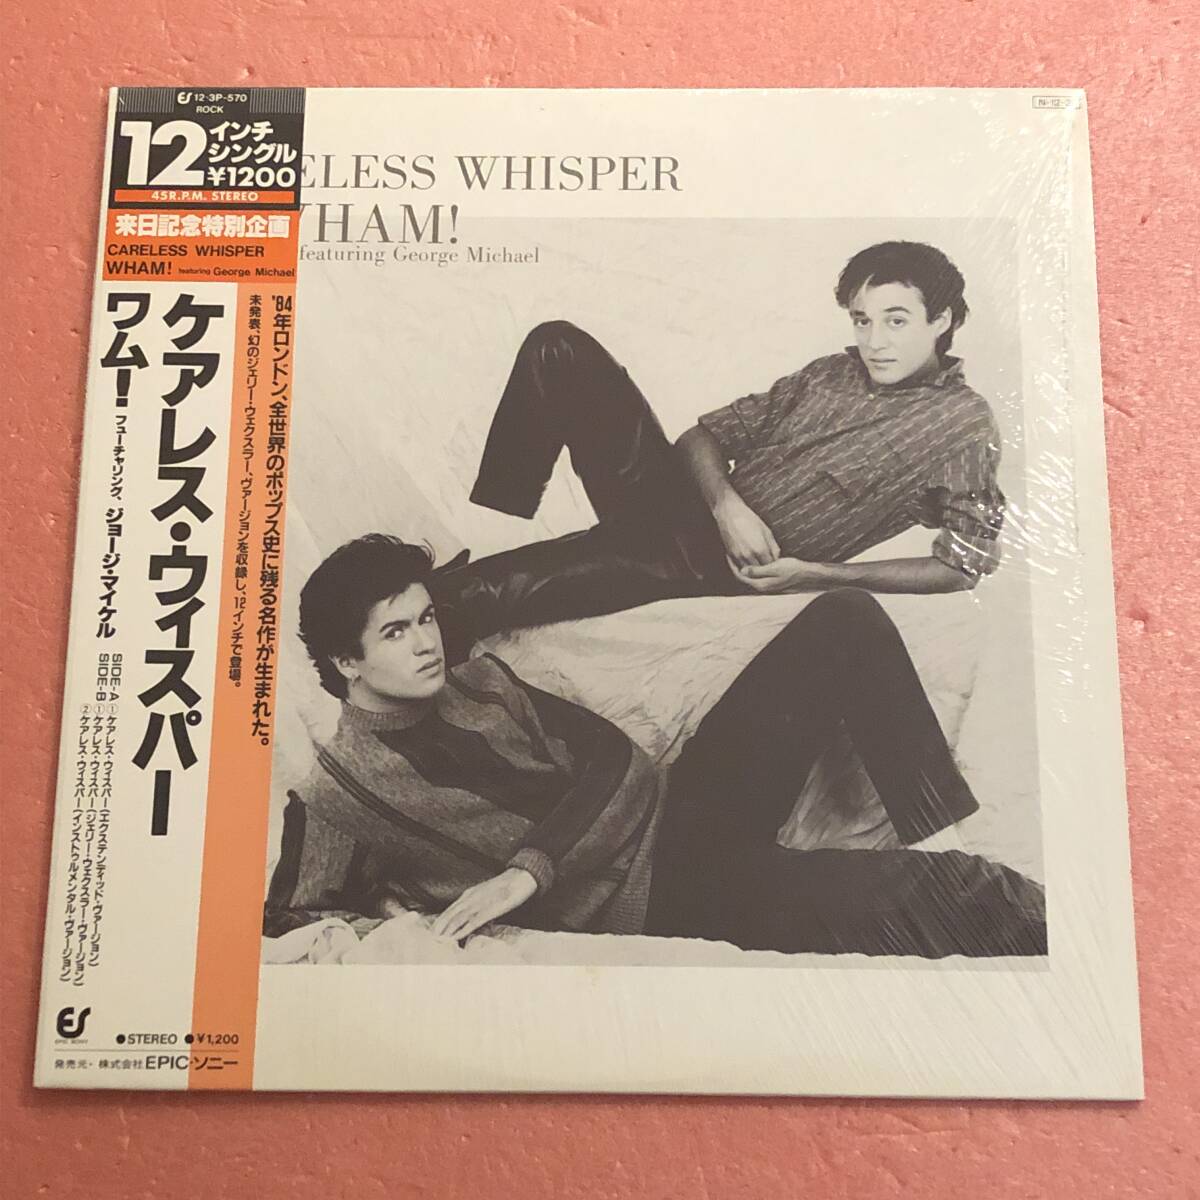 ES 12・3P-570
ROCK
12インチ
シングル
¥1200
45R.P.M. STEREO
来日記念特別企画
CARELESS WHISPER
WHAM! featuring George Michael
ELESS WHISPER
WHAM!
featuring George Michael
'84年ロンドン、全世界のポップス史に残る名作が生まれた。
未発表、幻のジェリー・ウェクスラー、ヴァージョンを収録し、12インチで登場。
ケアレス・ウィスパー
ワム! フューチャリング、ジョージ・マイケル
SIDE-A ①ケアレス・ウィスパー(エクステンディッド・ヴァージョン)
SIDE-B ①ケアレス・ウィスパー(ジェリー・ウェクスラー・ヴァージョン)
②ケアレス・ウィスパー(インストゥルメンタル・ヴァージョン)
ES
EPIC SONY
●STEREO ●¥1,200
発売元・株式会社EPIC・ソニー